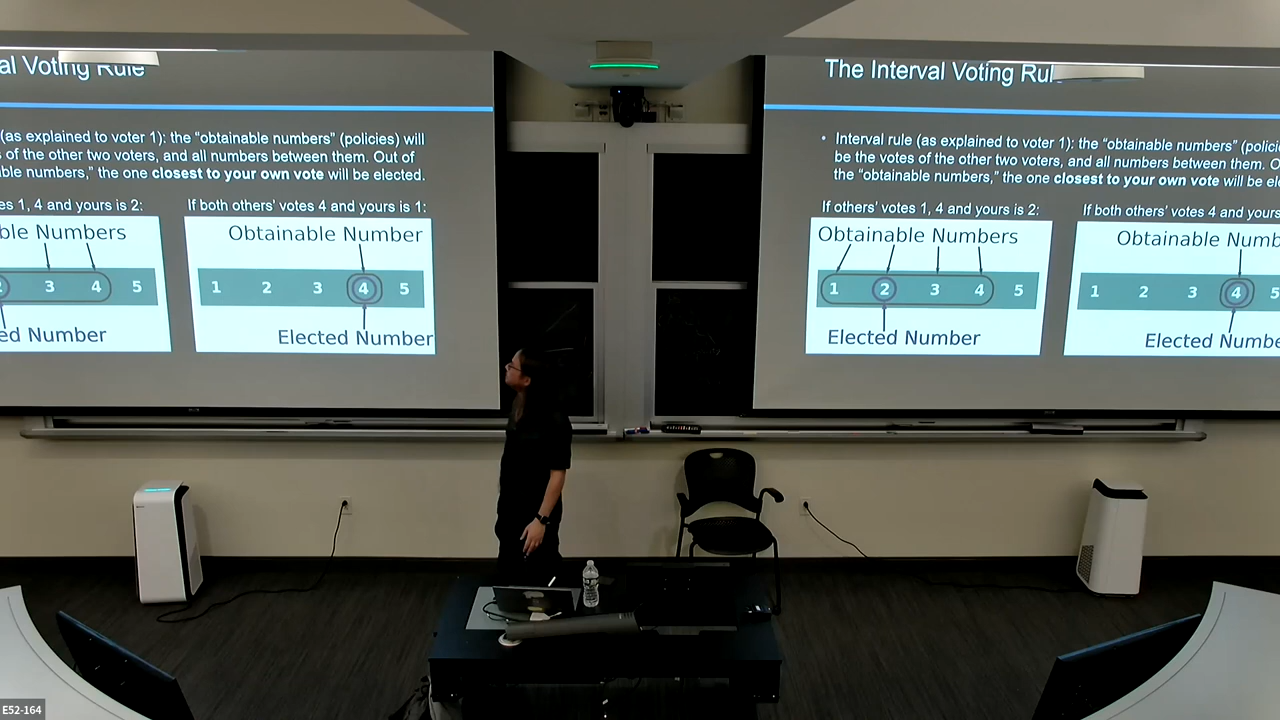 al Voting Rule
(as explained to voter 1): the “obtainable numbers” (policies) will
s of the other two voters, and all numbers between them. Out of
ble numbers,” the one closest to your own vote will be elected.
es 1, 4 and yours is 2:
If both others’ votes 4 and yours is 1:
ble Numbers
Obtainable Number
3 4 5
1 2 3 4 5
ed Number
Elected Number
The Interval Voting Rul
• Interval rule (as explained to voter 1): the “obtainable numbers” (polici
be the votes of the other two voters, and all numbers between them. O
the “obtainable numbers,” the one closest to your own vote will be ele
If others’ votes 1, 4 and yours is 2:
If both others’ votes 4 and yours
Obtainable Numbers
Obtainable Numb
1 2 3 4 5
1 2 3 4 5
Elected Number
Elected Numbe
E52-164